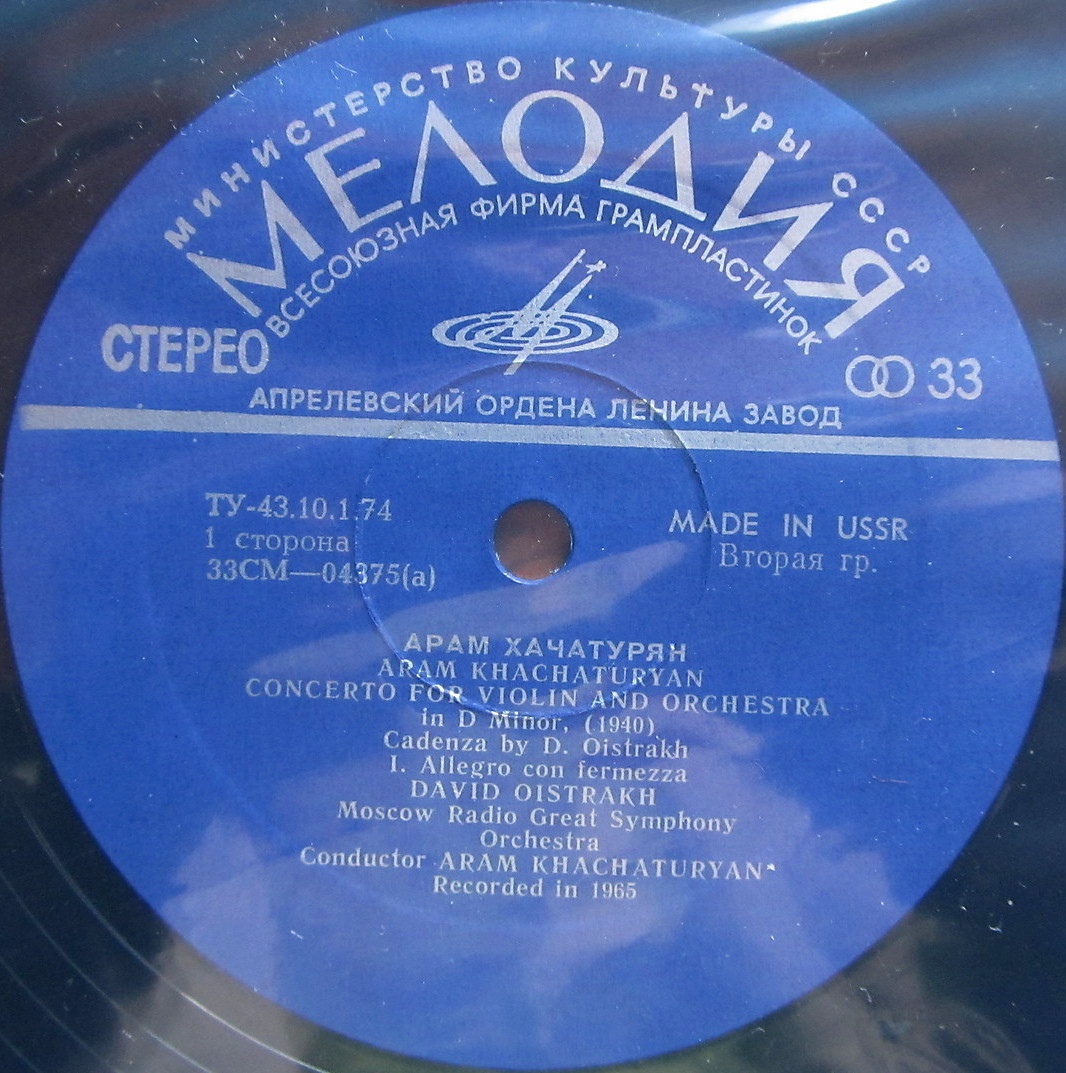 МИНИСТЕРСТВО КУЛЬТУРЫ СССР
МЕЛОДИЯ
ВСЕСОЮЗНАЯ ФИРМА ГРАМПЛАСТИНОК
СТЕРЕО
33
АПРЕЛЕВСКИЙ ОРДЕНА ЛЕНИНА ЗАВОД
ТУ-43.10.1.74
1 сторона
33СМ—04375(а)
MADE IN USSR
Вторая гр.
АРАМ ХАЧАТУРЯН
ARAM KHACHATURYAN
CONCERTO FOR VIOLIN AND ORCHESTRA
in D Minor, (1940)
Cadenza by D. Oistrakh
I. Allegro con fermezza
DAVID OISTRAKH
Moscow Radio Great Symphony
Orchestra
Conductor ARAM KHACHATURYAN
Recorded in 1965